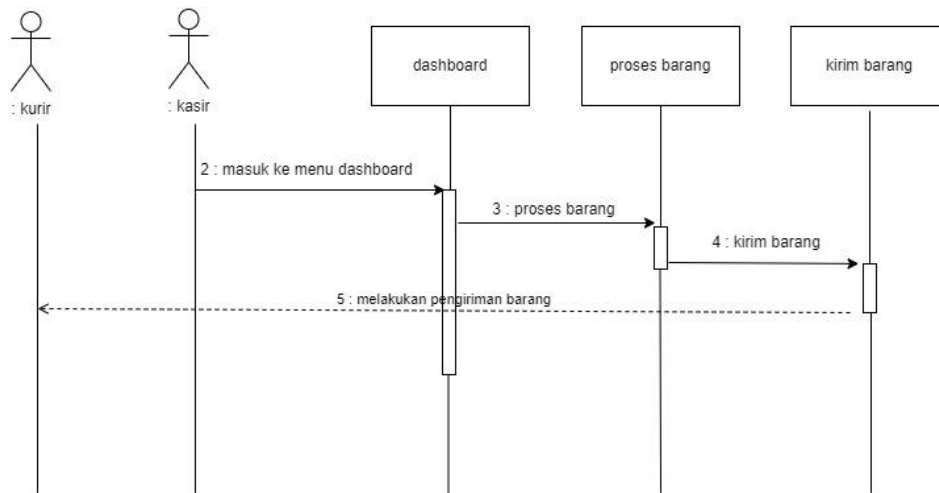 : kurir
: kasir
dashboard
proses barang
kirim barang
2 : masuk ke menu dashboard
3 : proses barang
4 : kirim barang
5 : melakukan pengiriman barang